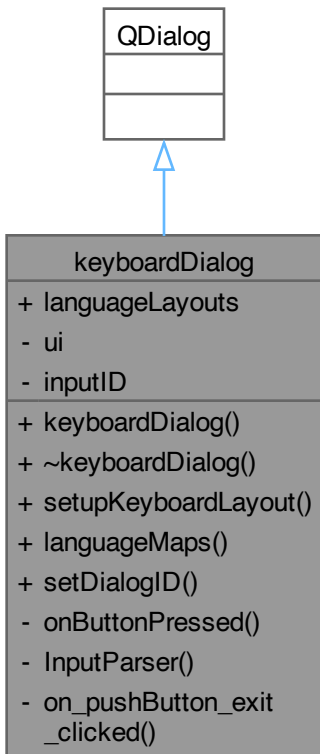 QDialog
keyboardDialog
+ languageLayouts
- ui
- inputID
+ keyboardDialog()
+ ~keyboardDialog()
+ setupKeyboardLayout()
+ languageMaps()
+ setDialogID()
- onButtonPressed()
- InputParser()
- on_pushButton_exit
_clicked()